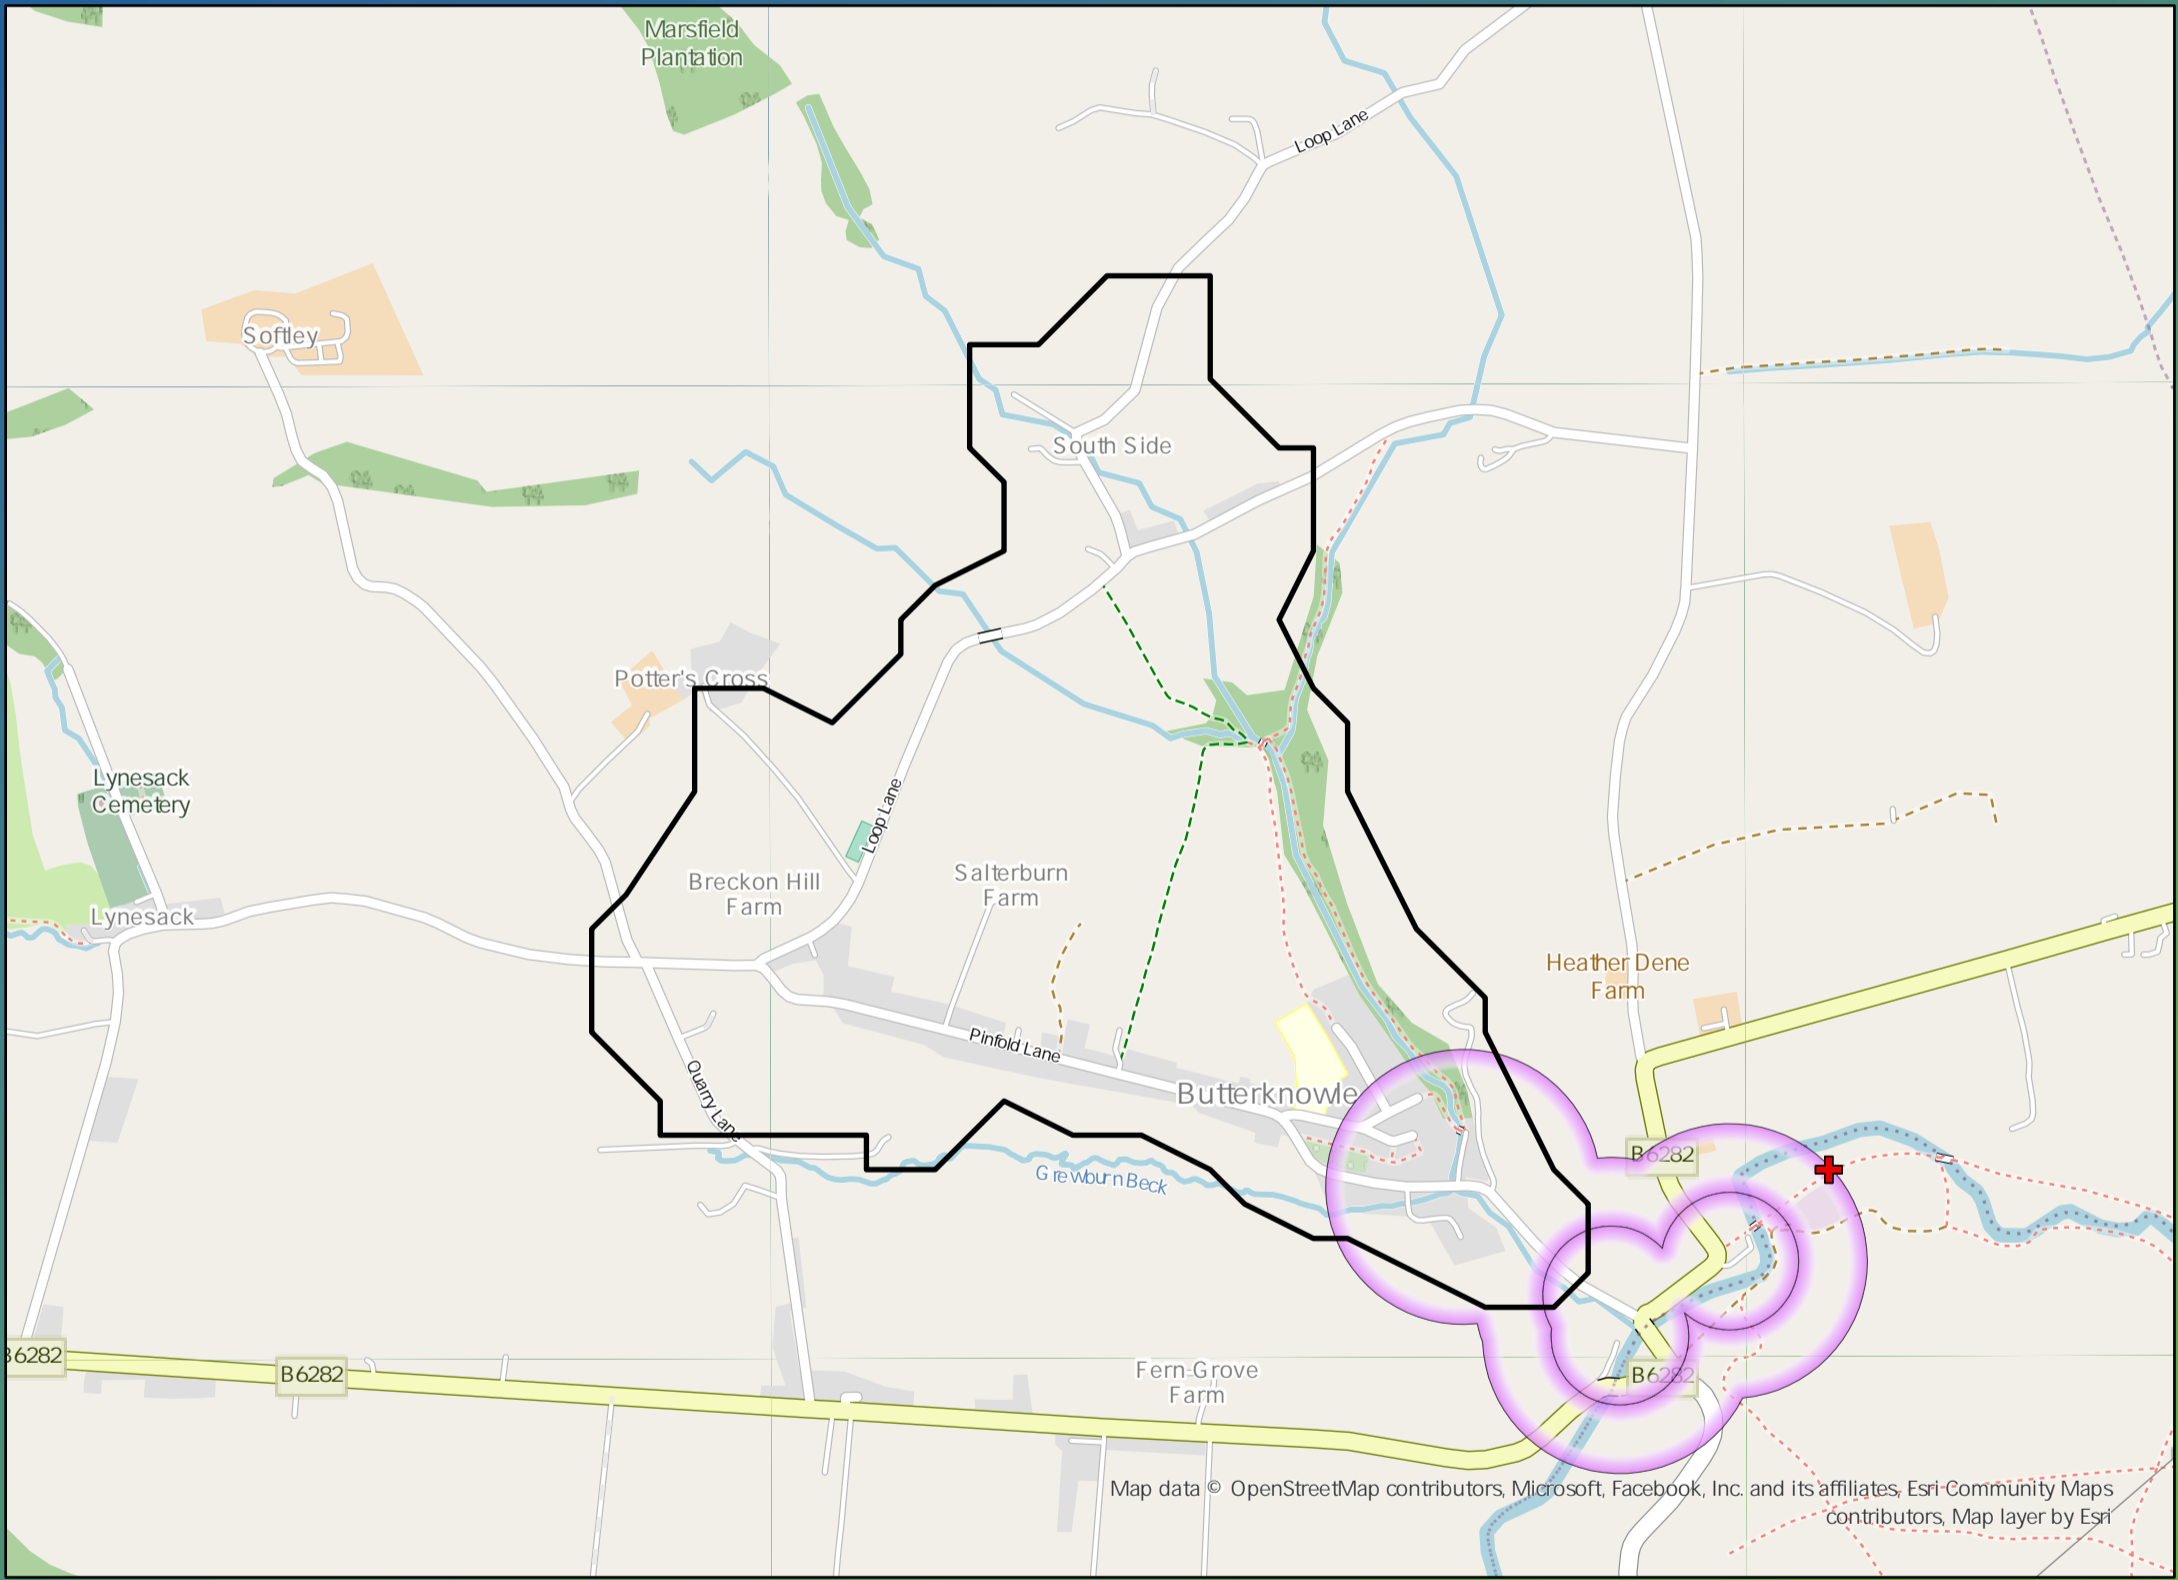 Marsfield
Plantation
Loop Lane
Softley
South Side
Potter's Cross
Lynesack
Cemetery
Loop Lane
Breckon Hill
Farm
Salterburn
Farm
Lynesack
Heather Dene
Farm
Pinfold Lane
Quarry Lane
Butterknowle
B6282
Grewburn Beck
B6282
B6282
Fern Grove
Farm
B6282
Map data © OpenStreetMap contributors, Microsoft, Facebook, Inc. and its affiliates, Esri Community Maps
contributors, Map layer by Esri